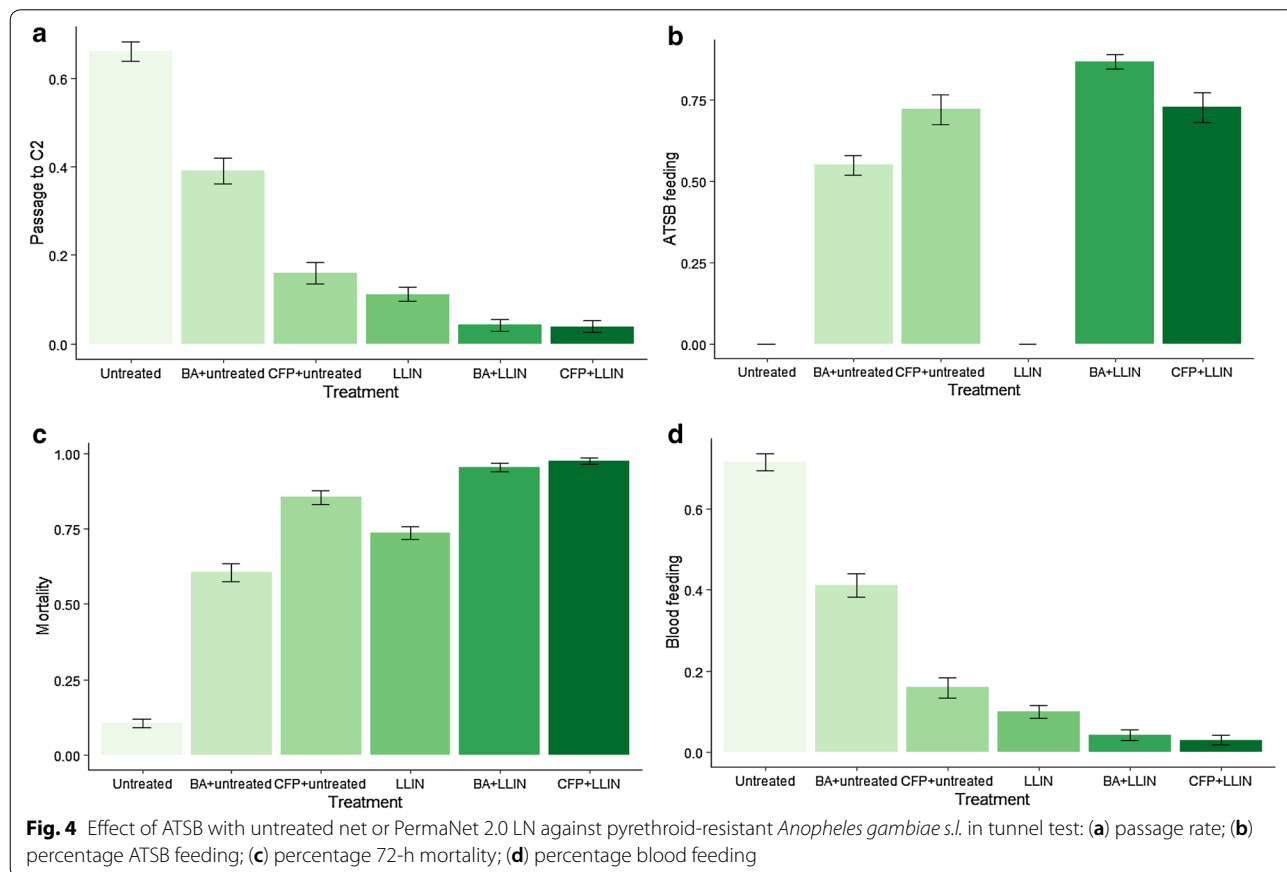 a
Passage to C2
0.6
0.4
0.2
0.0
Untreated BA+untreated CFP+untreated LLIN BA+LLIN CFP+LLIN
Treatment
b
ATSB feeding
0.75
0.50
0.25
0.00
Untreated BA+untreated CFP+untreated LLIN BA+LLIN CFP+LLIN
Treatment
c
Mortality
1.00
0.75
0.50
0.25
0.00
Untreated BA+untreated CFP+untreated LLIN BA+LLIN CFP+LLIN
Treatment
d
Blood feeding
0.6
0.4
0.2
0.0
Untreated BA+untreated CFP+untreated LLIN BA+LLIN CFP+LLIN
Treatment
Fig. 4 Effect of ATSB with untreated net or PermaNet 2.0 LN against pyrethroid-resistant Anopheles gambiae s.l. in tunnel test: (a) passage rate; (b)
percentage ATSB feeding; (c) percentage 72-h mortality; (d) percentage blood feeding